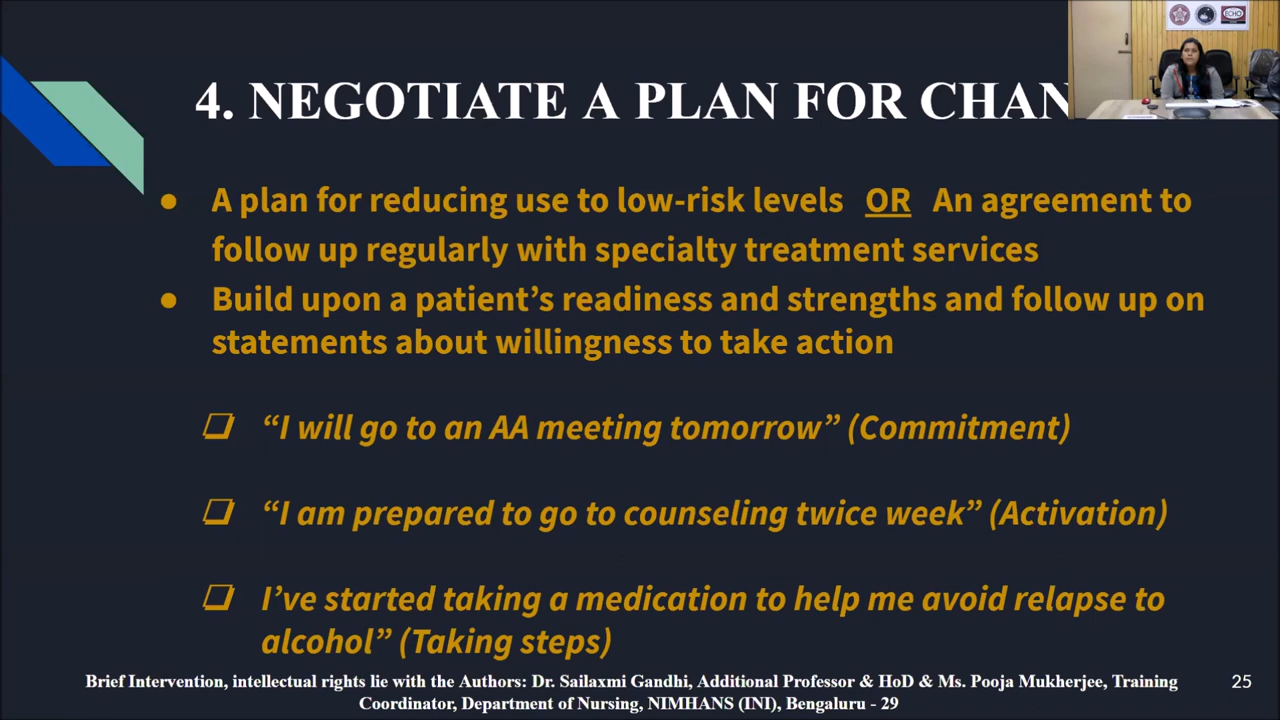 4. NEGOTIATE A PLAN FOR CHAN
● A plan for reducing use to low-risk levels OR An agreement to
follow up regularly with specialty treatment services
● Build upon a patient’s readiness and strengths and follow up on
statements about willingness to take action
❏ “I will go to an AA meeting tomorrow” (Commitment)
❏ “I am prepared to go to counseling twice week” (Activation)
❏ I’ve started taking a medication to help me avoid relapse to
alcohol” (Taking steps)
Brief Intervention, intellectual rights lie with the Authors: Dr. Sailaxmi Gandhi, Additional Professor & HoD & Ms. Pooja Mukherjee, Training
Coordinator, Department of Nursing, NIMHANS (INI), Bengaluru - 29
25